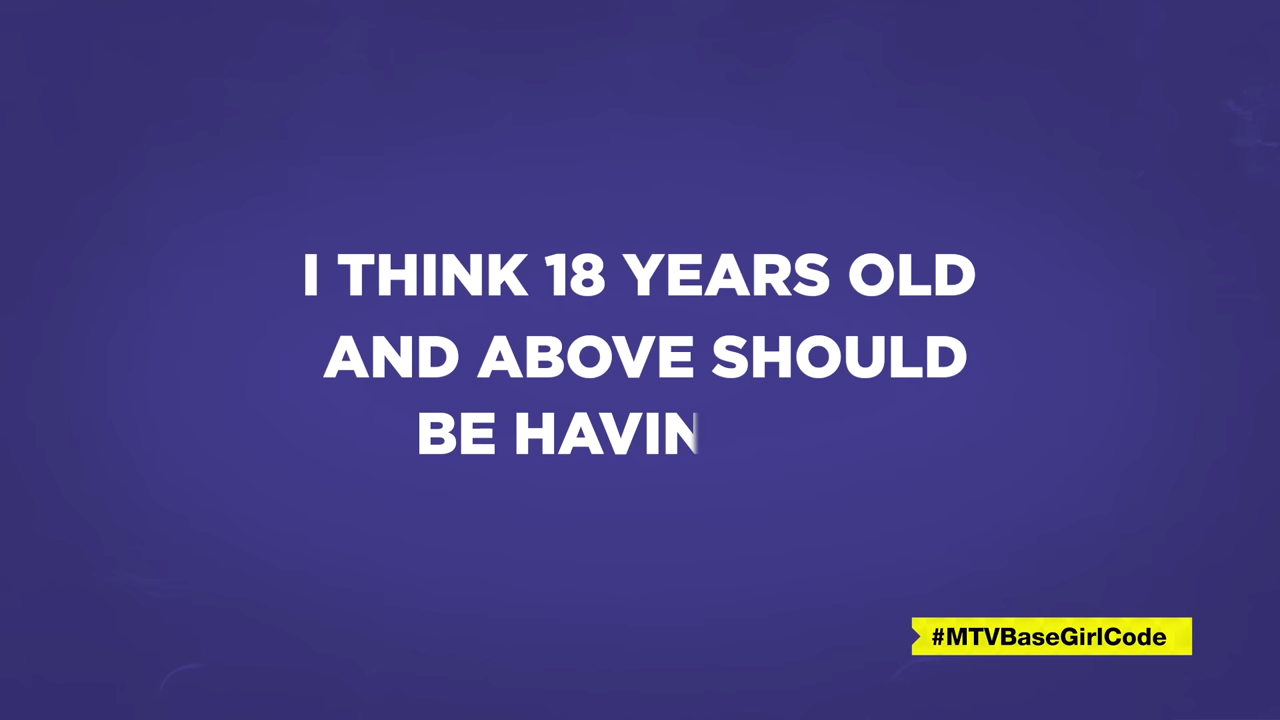 I THINK 18 YEARS OLD
AND ABOVE SHOULD
BE HAVIN
#MTVBaseGirlCode